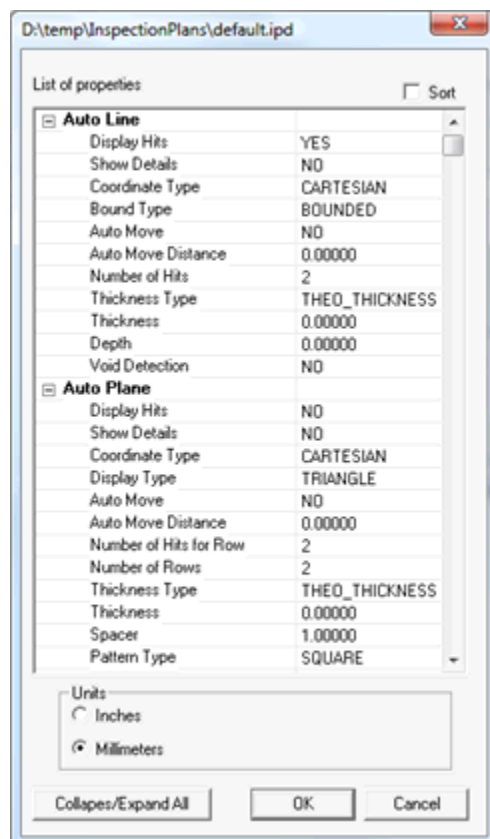 D:\temp\InspectionPlans\default.ipd
List of properties Sort
Auto Line
Display Hits YES
Show Details NO
Coordinate Type CARTESIAN
Bound Type BOUNDED
Auto Move NO
Auto Move Distance 0.00000
Number of Hits 2
Thickness Type THEO_THICKNESS
Thickness 0.00000
Depth 0.00000
Void Detection NO
Auto Plane
Display Hits NO
Show Details NO
Coordinate Type CARTESIAN
Display Type TRIANGLE
Auto Move NO
Auto Move Distance 0.00000
Number of Hits for Row 2
Number of Rows 2
Thickness Type THEO_THICKNESS
Thickness 0.00000
Spacer 1.00000
Pattern Type SQUARE
Units
Inches
Millimeters
Collapes/Expand All OK Cancel